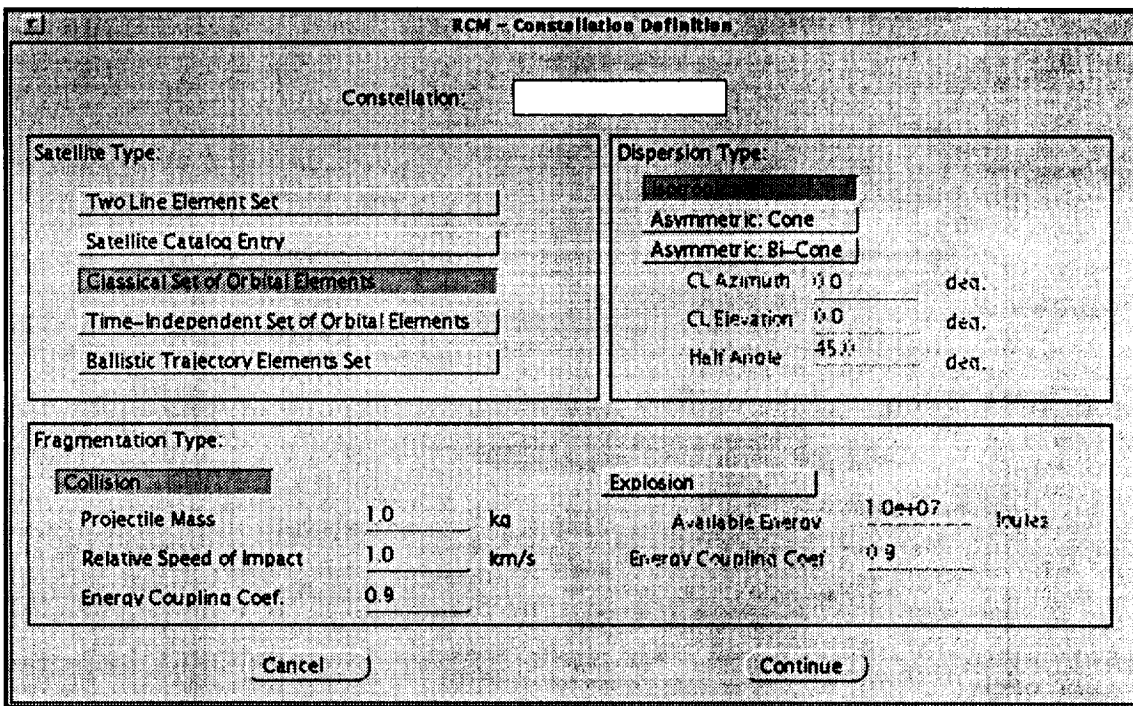 RCM - Constellation Definition
Constellation:
Satellite Type:
Two Line Element Set
Satellite Catalog Entry
Classical Set of Orbital Elements
Time-Independent Set of Orbital Elements
Ballistic Trajectory Elements Set
Dispersion Type:
Asymmetric: Cone
Asymmetric: Bi-Cone
CL Azimuth 0.0 deg.
CL Elevation 0.0 deg.
Half Angle 45.0 deg.
Fragmentation Type:
Collision
Projectile Mass 1.0 kg
Relative Speed of Impact 1.0 km/s
Energy Coupling Coef. 0.9
Explosion
Available Energy 1.0e+07 Joules
Energy Coupling Coef 0.9
Cancel
Continue